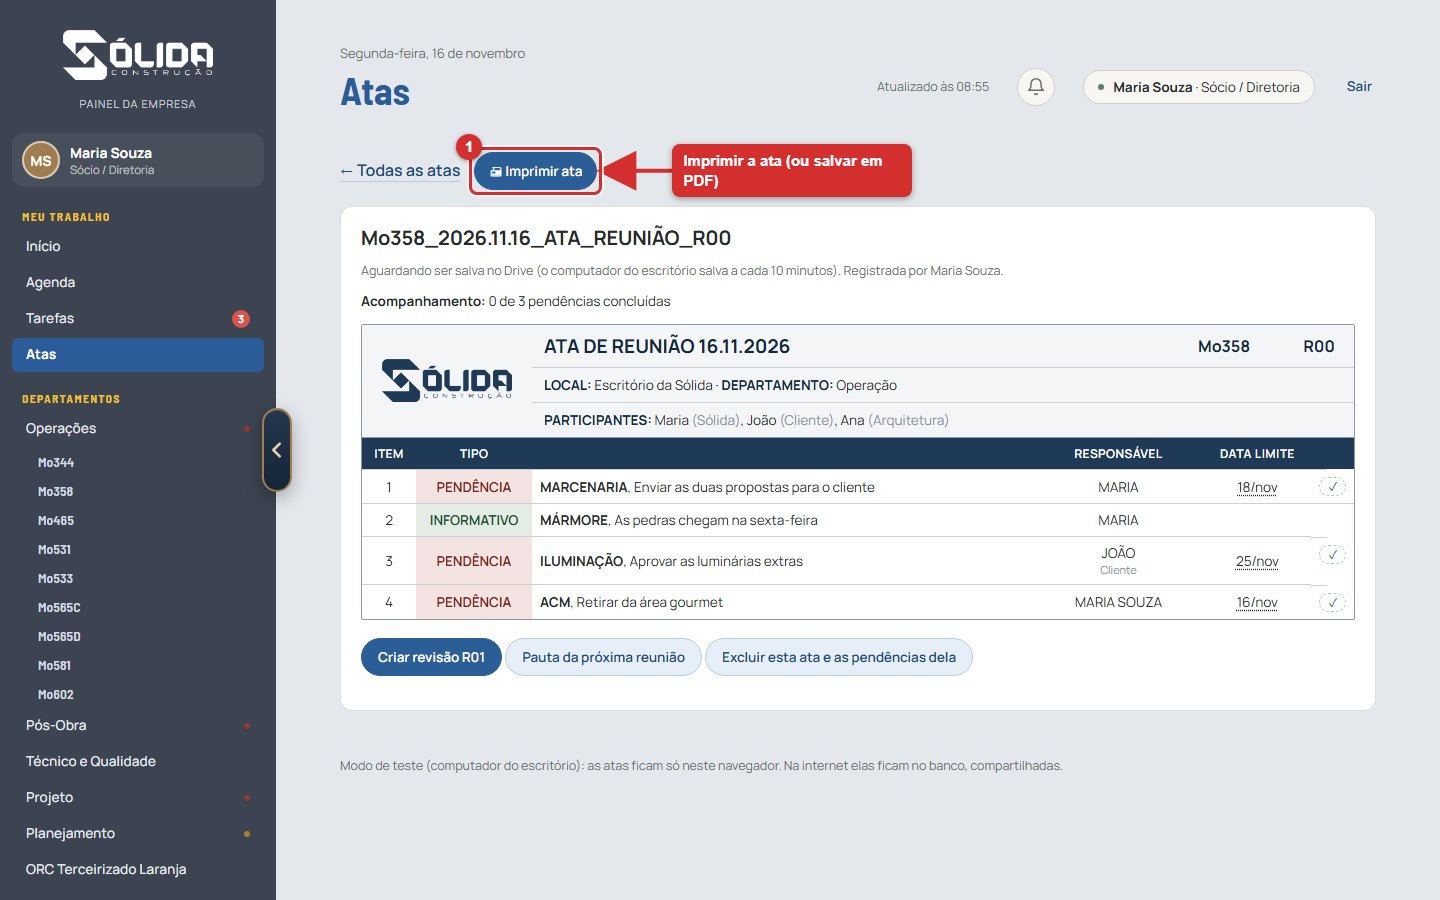 SÓLIDA
CONSTRUÇÃO
PAINEL DA EMPRESA
MS
Maria Souza
Sócio / Diretoria
MEU TRABALHO
Início
Agenda
Tarefas
3
Atas
DEPARTAMENTOS
Operações
Mo344
Mo358
Mo465
Mo531
Mo533
Mo565C
Mo565D
Mo581
Mo602
Pós-Obra
Técnico e Qualidade
Projeto
Planejamento
ORC Terceirizado Laranja
Segunda-feira, 16 de novembro
Atas
Atualizado às 08:55
Maria Souza · Sócio / Diretoria
Sair
← Todas as atas
1
Imprimir ata
Imprimir a ata (ou salvar em
PDF)
Mo358_2026.11.16_ATA_REUNIÃO_R00
Aguardando ser salva no Drive (o computador do escritório salva a cada 10 minutos). Registrada por Maria Souza.
Acompanhamento: 0 de 3 pendências concluídas
SÓLIDA
CONSTRUÇÃO
ATA DE REUNIÃO 16.11.2026 Mo358 R00
LOCAL: Escritório da Sólida · DEPARTAMENTO: Operação
PARTICIPANTES: Maria (Sólida), João (Cliente), Ana (Arquitetura)
ITEM TIPO RESPONSÁVEL DATA LIMITE
1 PENDÊNCIA MARCENARIA, Enviar as duas propostas para o cliente MARIA 18/nov ✓
2 INFORMATIVO MÁRMORE, As pedras chegam na sexta-feira MARIA
3 PENDÊNCIA ILUMINAÇÃO, Aprovar as luminárias extras JOÃO 25/nov ✓
Cliente
4 PENDÊNCIA ACM, Retirar da área gourmet MARIA SOUZA 16/nov ✓
Criar revisão R01
Pauta da próxima reunião
Excluir esta ata e as pendências dela
Modo de teste (computador do escritório): as atas ficam só neste navegador. Na internet elas ficam no banco, compartilhadas.